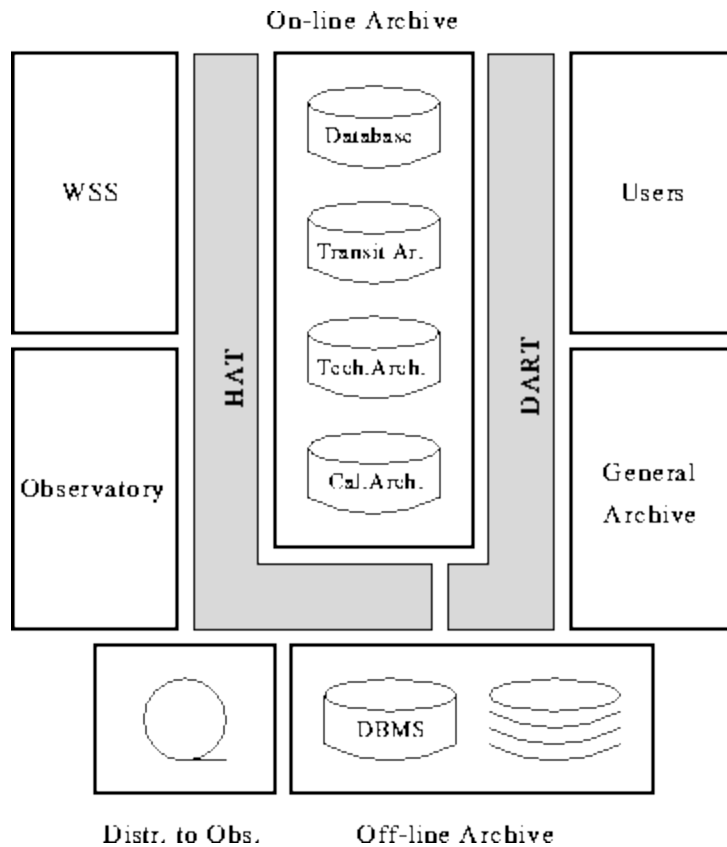 On-line Archive
Database
WSS
Users
Transit Ar.
HAT
DART
Tech.Arch.
Observatory
Cal.Arch.
General
Archive
DBMS
Distr. to Obs.
Off-line Archive